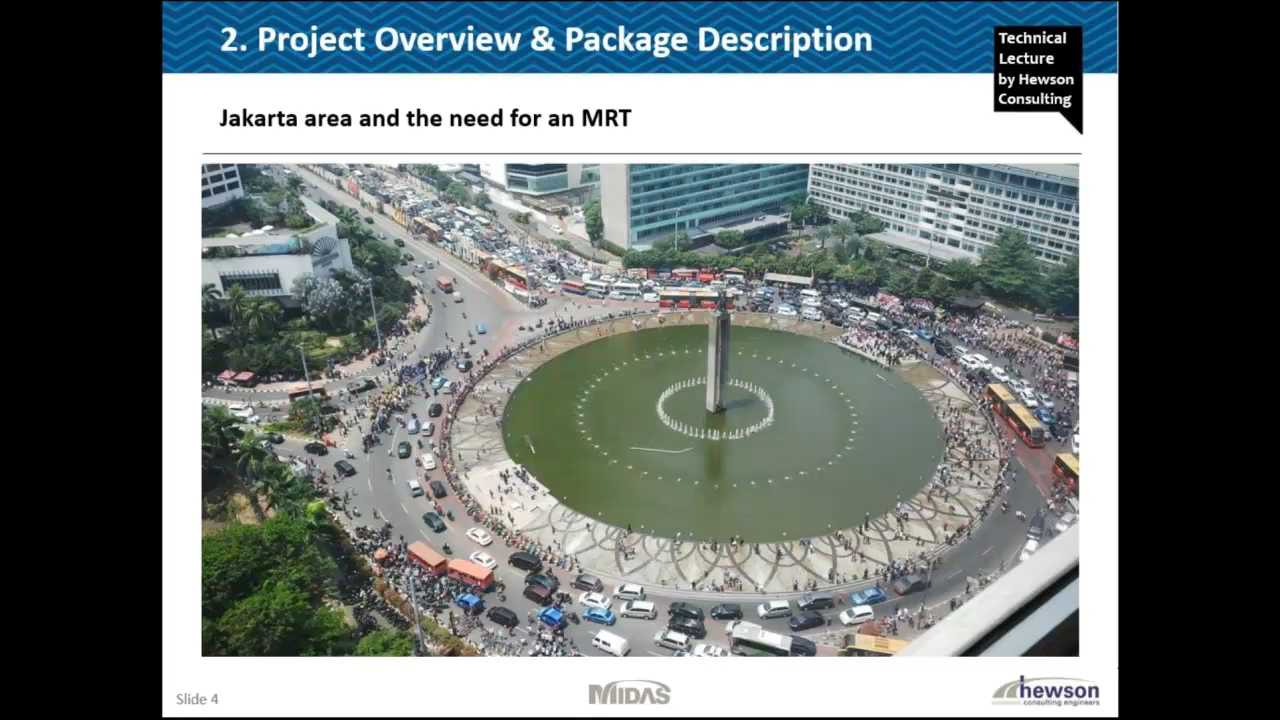 2. Project Overview & Package Description
Technical
Lecture
by Hewson
Consulting
Jakarta area and the need for an MRT
Slide 4
MIDAS
hewson
consulting engineers